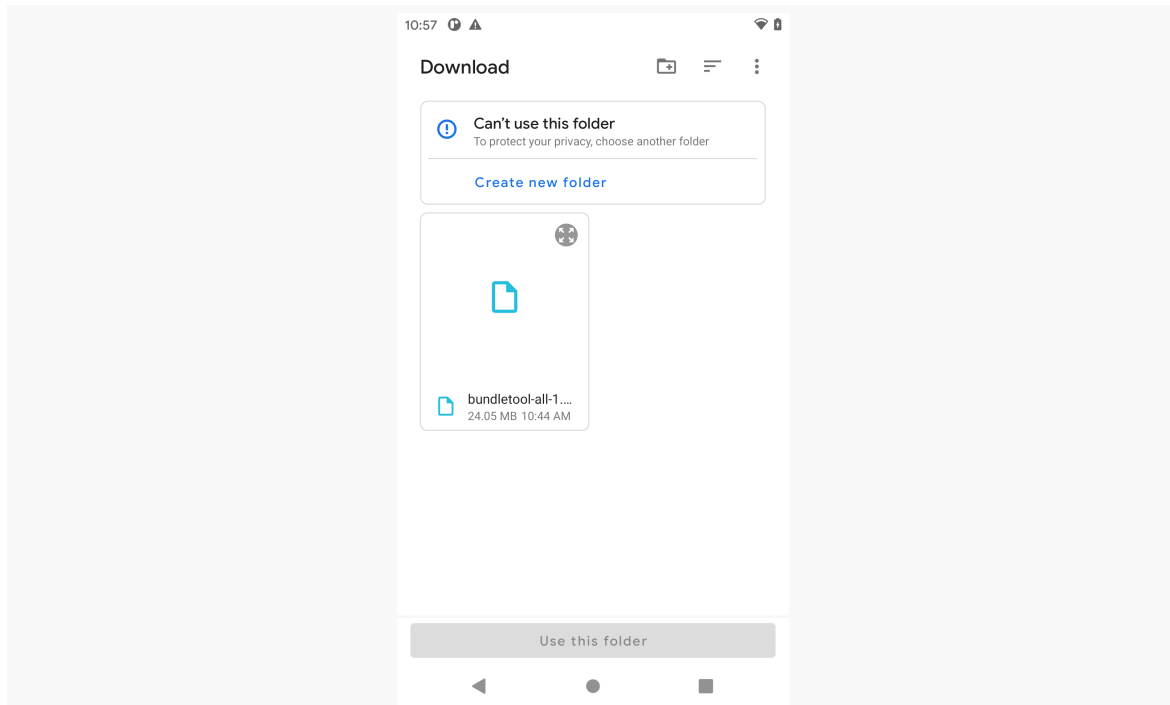 10:57
Download
Can’t use this folder
To protect your privacy, choose another folder
Create new folder
bundletool-all-1....
24.05 MB 10:44 AM
Use this folder